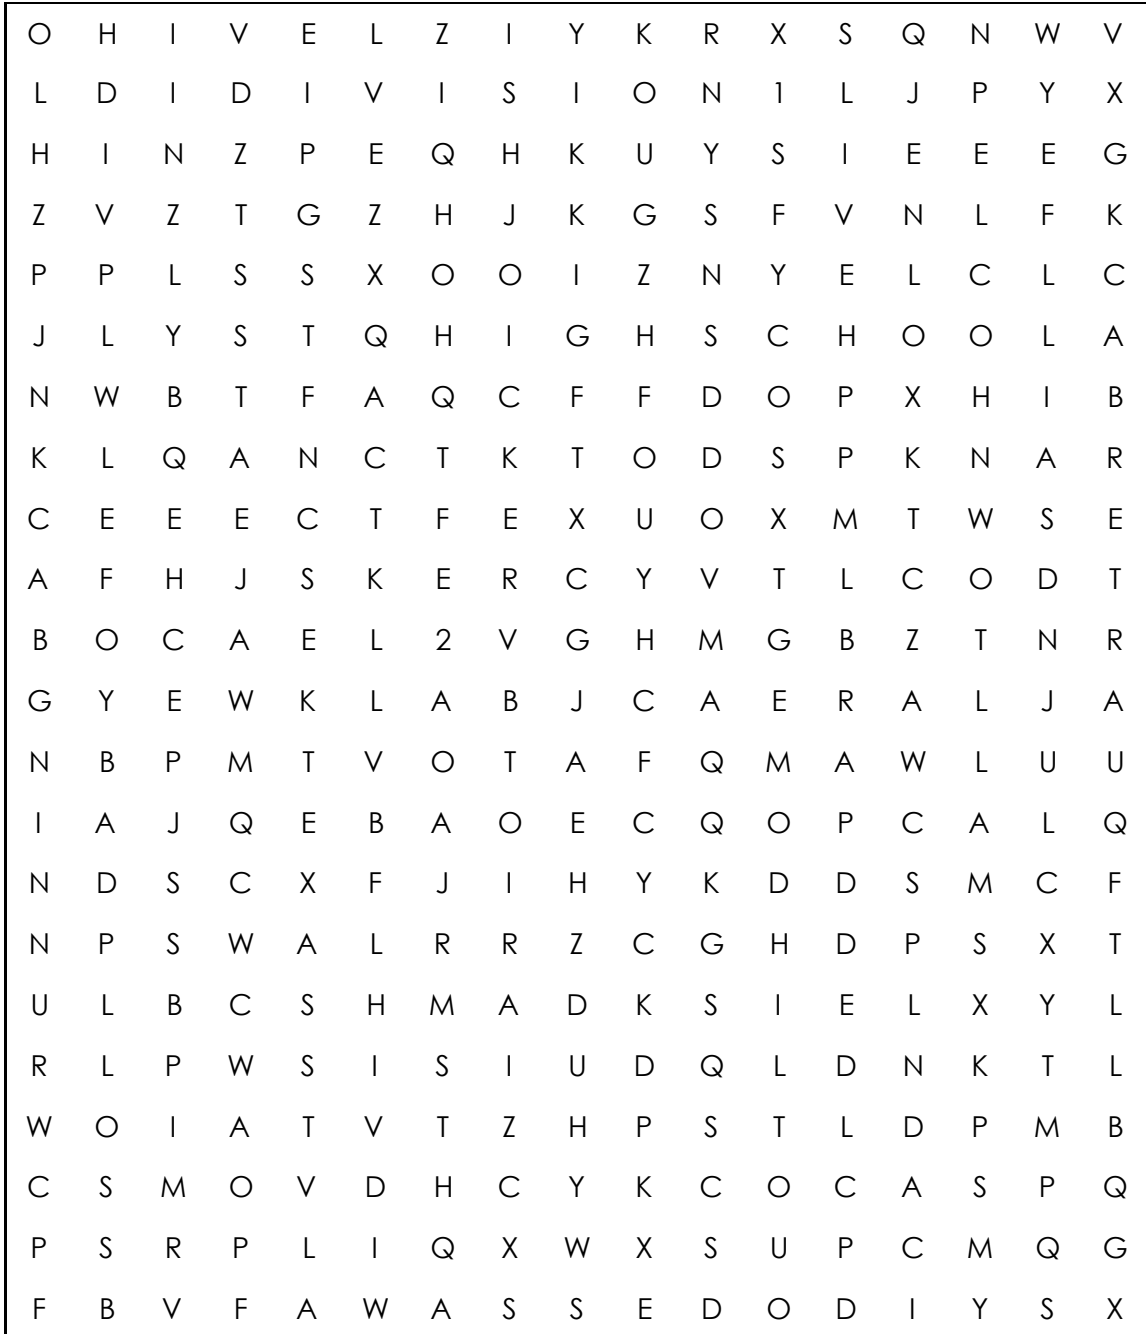 O H I V E L Z I Y K R X S Q N W V
L D I D I V I S I O N 1 L J P Y X
H I N Z P E Q H K U Y S I E E E G
Z V Z T G Z H J K G S F V N L F K
P P L S S X O O I Z N Y E L C L C
J L Y S T Q H I G H S C H O O L A
N W B T F A Q C F F D O P X H I B
K L Q A N C T K T O D S P K N A R
C E E E C T F E X U O X M T W S E
A F H J S K E R C Y V T L C O D T
B O C A E L 2 V G H M G B Z T N R
G Y E W K L A B J C A E R A L J A
N B P M T V O T A F Q M A W L U U
I A J Q E B A O E C Q O P C A L Q
N D S C X F J I H Y K D D S M C F
N P S W A L R R Z C G H D P S X T
U L B C S H M A D K S I E L X Y L
R L P W S I S I U D Q L D N K T L
W O I A T V T Z H P S T L D P M B
C S M O V D H C Y K C O C A S P Q
P S R P L I Q X W X S U P C M Q G
F B V F A W A S S E D O D I Y S X